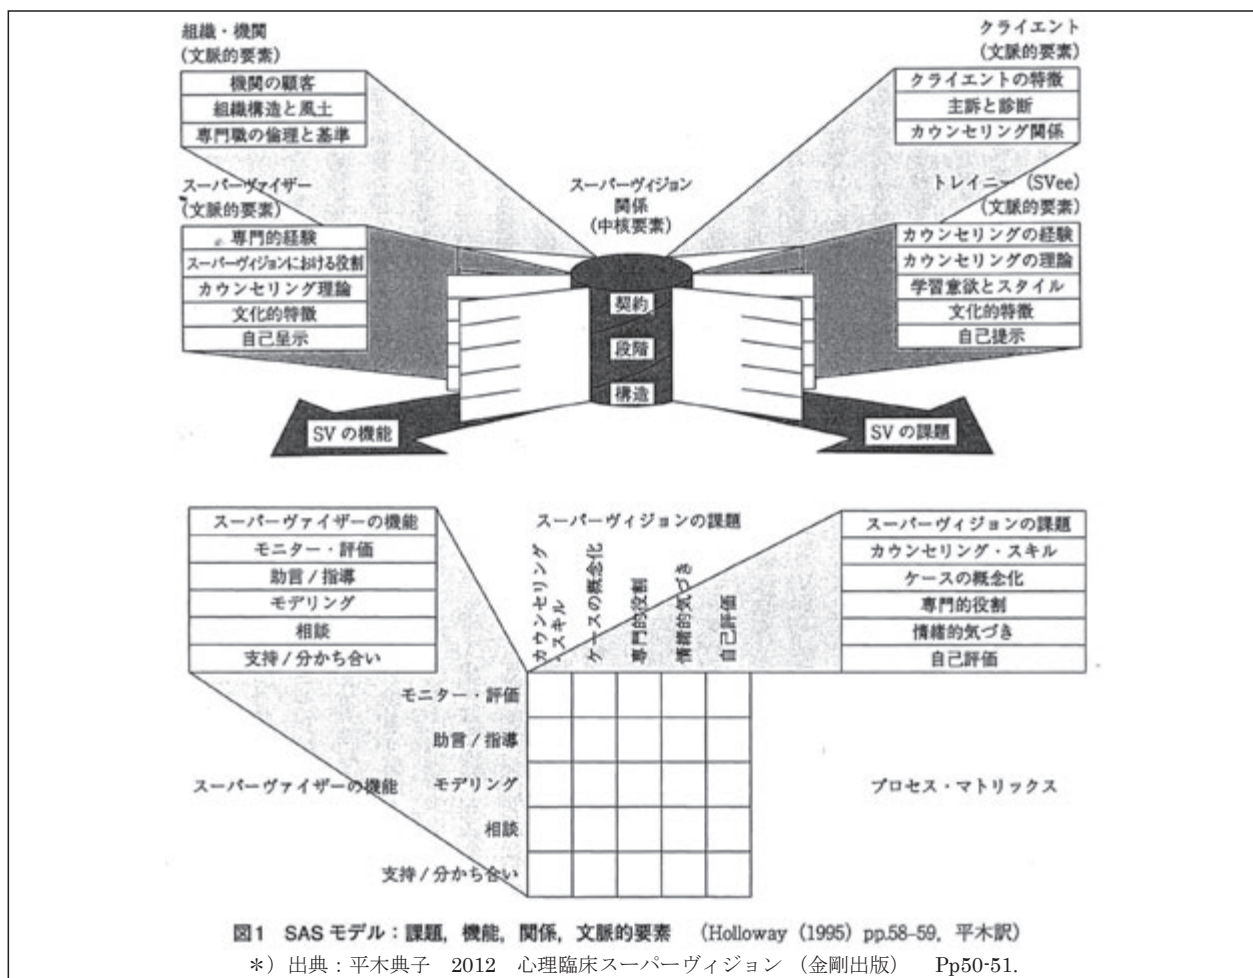 組織・機関
(文脈的要素)
機関の顧客
組織構造と風土
専門職の倫理と基準
クライエント
(文脈的要素)
クライエントの特徴
主訴と診断
カウンセリング関係
スーパーヴァイザー
(文脈的要素)
専門的経験
スーパーヴィジョンにおける役割
カウンセリング理論
文化的特徴
自己呈示
スーパーヴィジョン
関係
(中核要素)
契約
段階
構造
トレイニー (SVee)
(文脈的要素)
カウンセリングの経験
カウンセリングの理論
学習意欲とスタイル
文化的特徴
自己提示
SV の機能
SV の課題
スーパーヴァイザーの機能
モニター・評価
助言 / 指導
モデリング
相談
支持 / 分かち合い
スーパーヴィジョンの課題
カウンセリング
・スキル
ケースの概念化
専門的役割
情緒的気づき
自己評価
スーパーヴィジョンの課題
カウンセリング・スキル
ケースの概念化
専門的役割
情緒的気づき
自己評価
モニター・評価
助言 / 指導
スーパーヴァイザーの機能
モデリング
相談
支持 / 分かち合い
プロセス・マトリックス
図1 SAS モデル：課題, 機能, 関係, 文脈的要素 (Holloway (1995) pp.58–59, 平木訳)
*) 出典：平木典子 2012 心理臨床スーパーヴィジョン (金剛出版) Pp50-51.